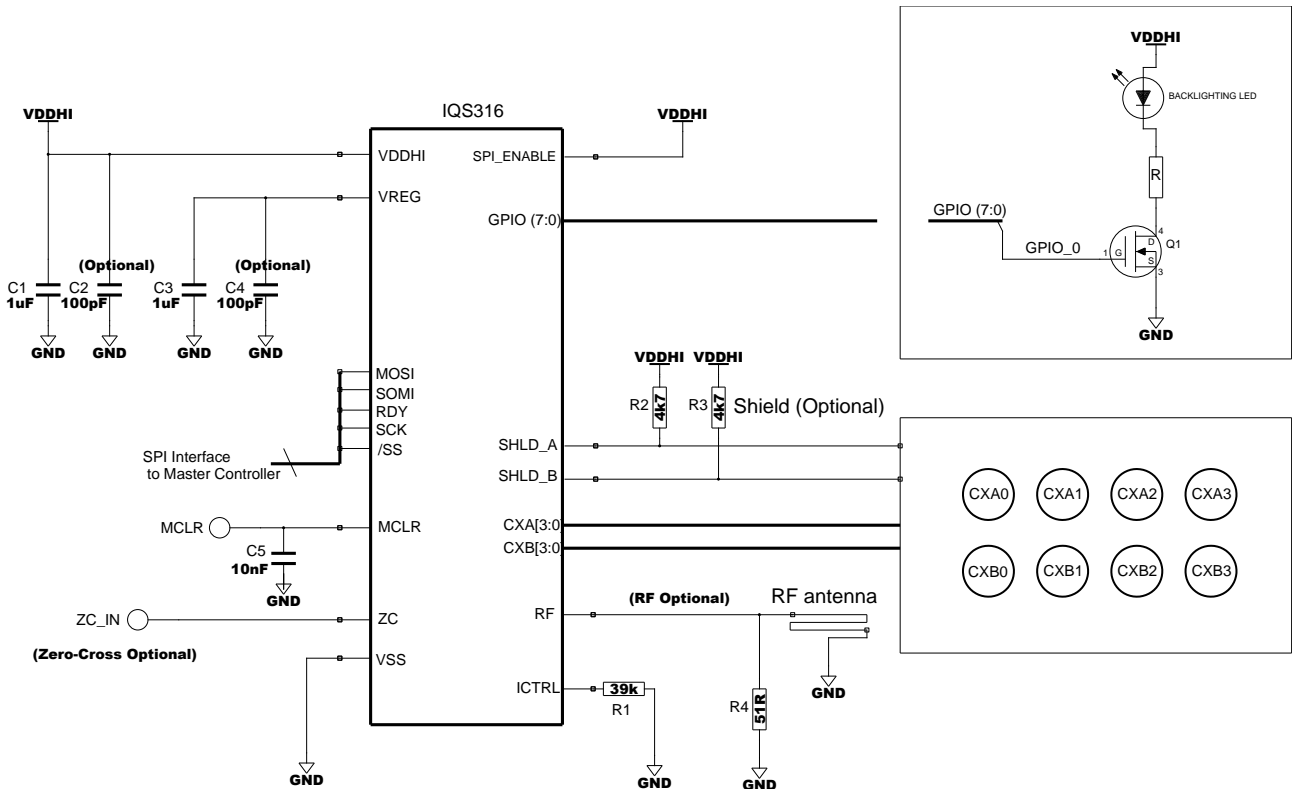 IQS316
VDDHI
VDDHI
VREG
(Optional)
(Optional)
C1
1uF
C2
100pF
C3
1uF
C4
100pF
GND
GND
GND
GND
MOSI
SOMI
RDY
SCK
/SS
SPI Interface
to Master Controller
MCLR
MCLR
C5
10nF
GND
ZC_IN
ZC
(Zero-Cross Optional)
VSS
GND
VDDHI
SPI_ENABLE
GPIO (7:0)
VDDHI
VDDHI
R2
4k7
R3
4k7
Shield (Optional)
SHLD_A
SHLD_B
CXA[3:0]
CXB[3:0]
RF
(RF Optional)
RF antenna
GND
ICTRL
39k
R1
GND
R4
51R
GND
VDDHI
BACKLIGHTING LED
R
GPIO (7:0)
GPIO_0
1
G
D
S
4
3
Q1
GND
CXA0
CXA1
CXA2
CXA3
CXB0
CXB1
CXB2
CXB3